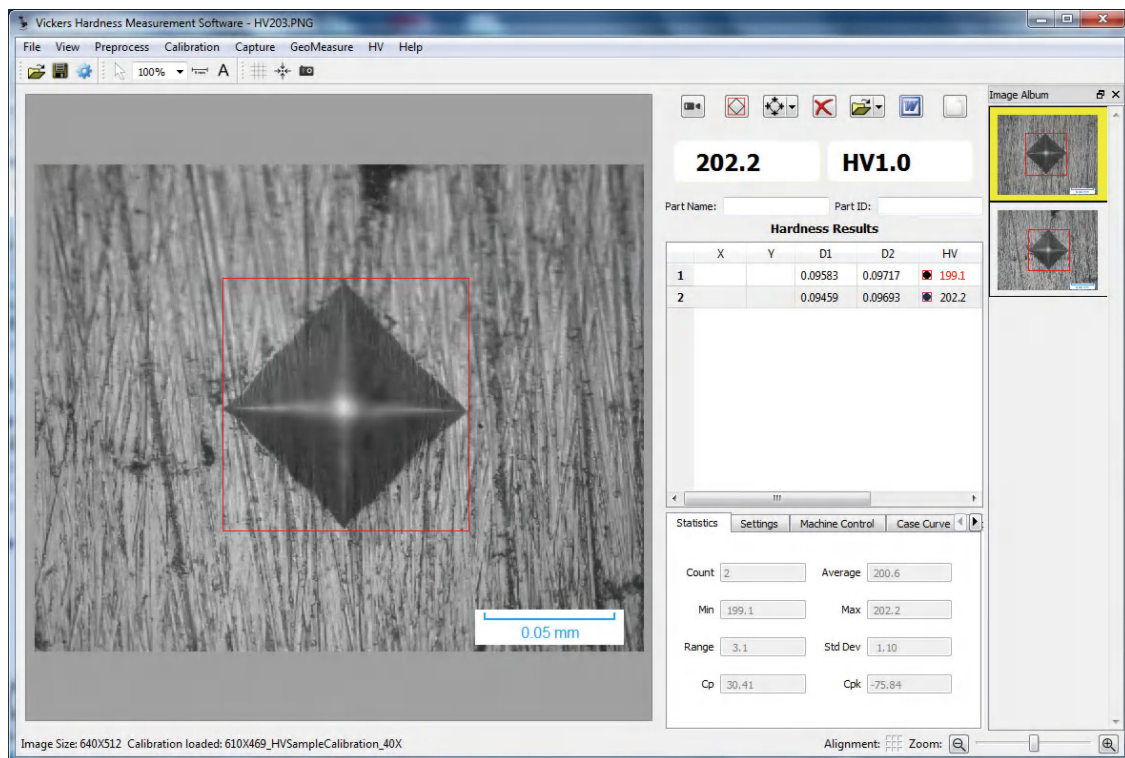 Vickers Hardness Measurement Software - HV203.PNG
File View Preprocess Calibration Capture GeoMeasure HV Help
100% A
Image Album
202.2 HV1.0
Part Name: Part ID:
Hardness Results
X Y D1 D2 HV
1 0.09583 0.09717 199.1
2 0.09459 0.09693 202.2
Statistics Settings Machine Control Case Curve
Count 2 Average 200.6
Min 199.1 Max 202.2
Range 3.1 Std Dev 1.10
Cp 30.41 Cpk -75.84
0.05 mm
Image Size: 640X512 Calibration loaded: 610X469_HVSampleCalibration_40X
Alignment: Zoom: